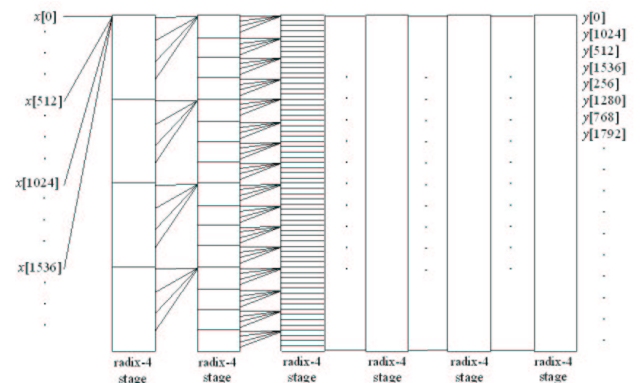 x[0]
x[512]
x[1024]
x[1536]
y[0]
y[1024]
y[512]
y[1536]
y[256]
y[1280]
y[768]
y[1792]
radix-4 stage
radix-4 stage
radix-4 stage
radix-4 stage
radix-4 stage
radix-4 stage